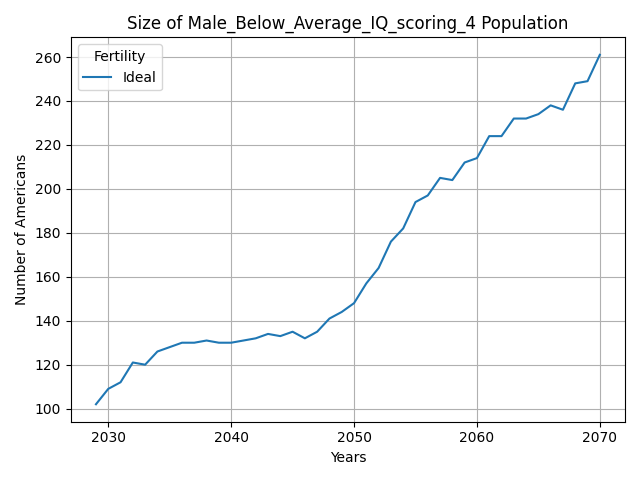 Size of Male_Below_Average_IQ_scoring_4 Population
Fertility
Ideal
260
240
220
200
180
160
140
120
100
Number of Americans
2030 2040 2050 2060 2070
Years